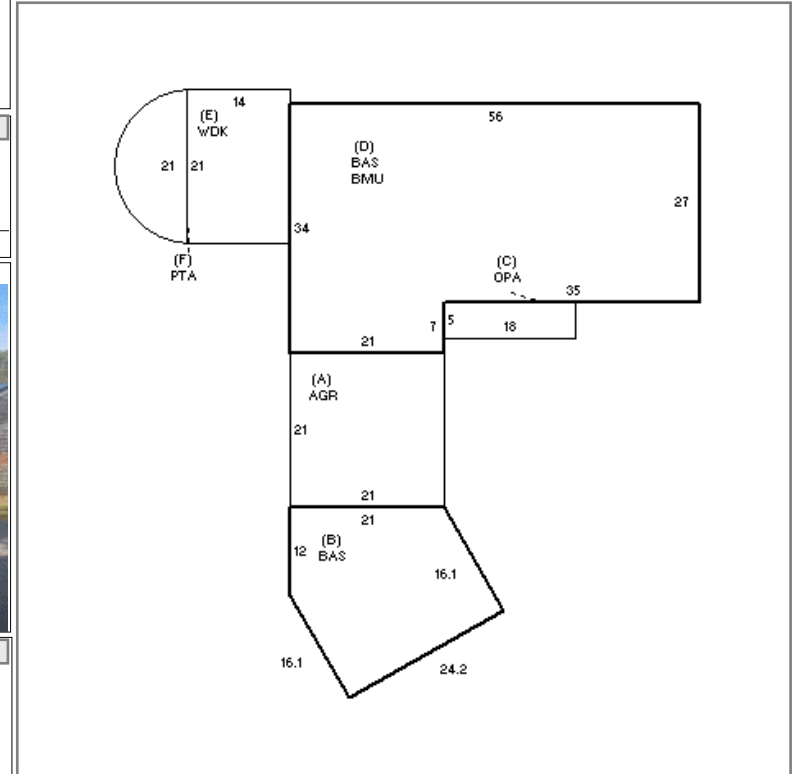 14
(E)
WDK
56
(D)
BAS
BMU
21
21
27
34
(F)
PTA
(C)
OPA
35
7
5
18
21
(A)
AGR
21
21
21
(B)
BAS
12
16.1
16.1
24.2